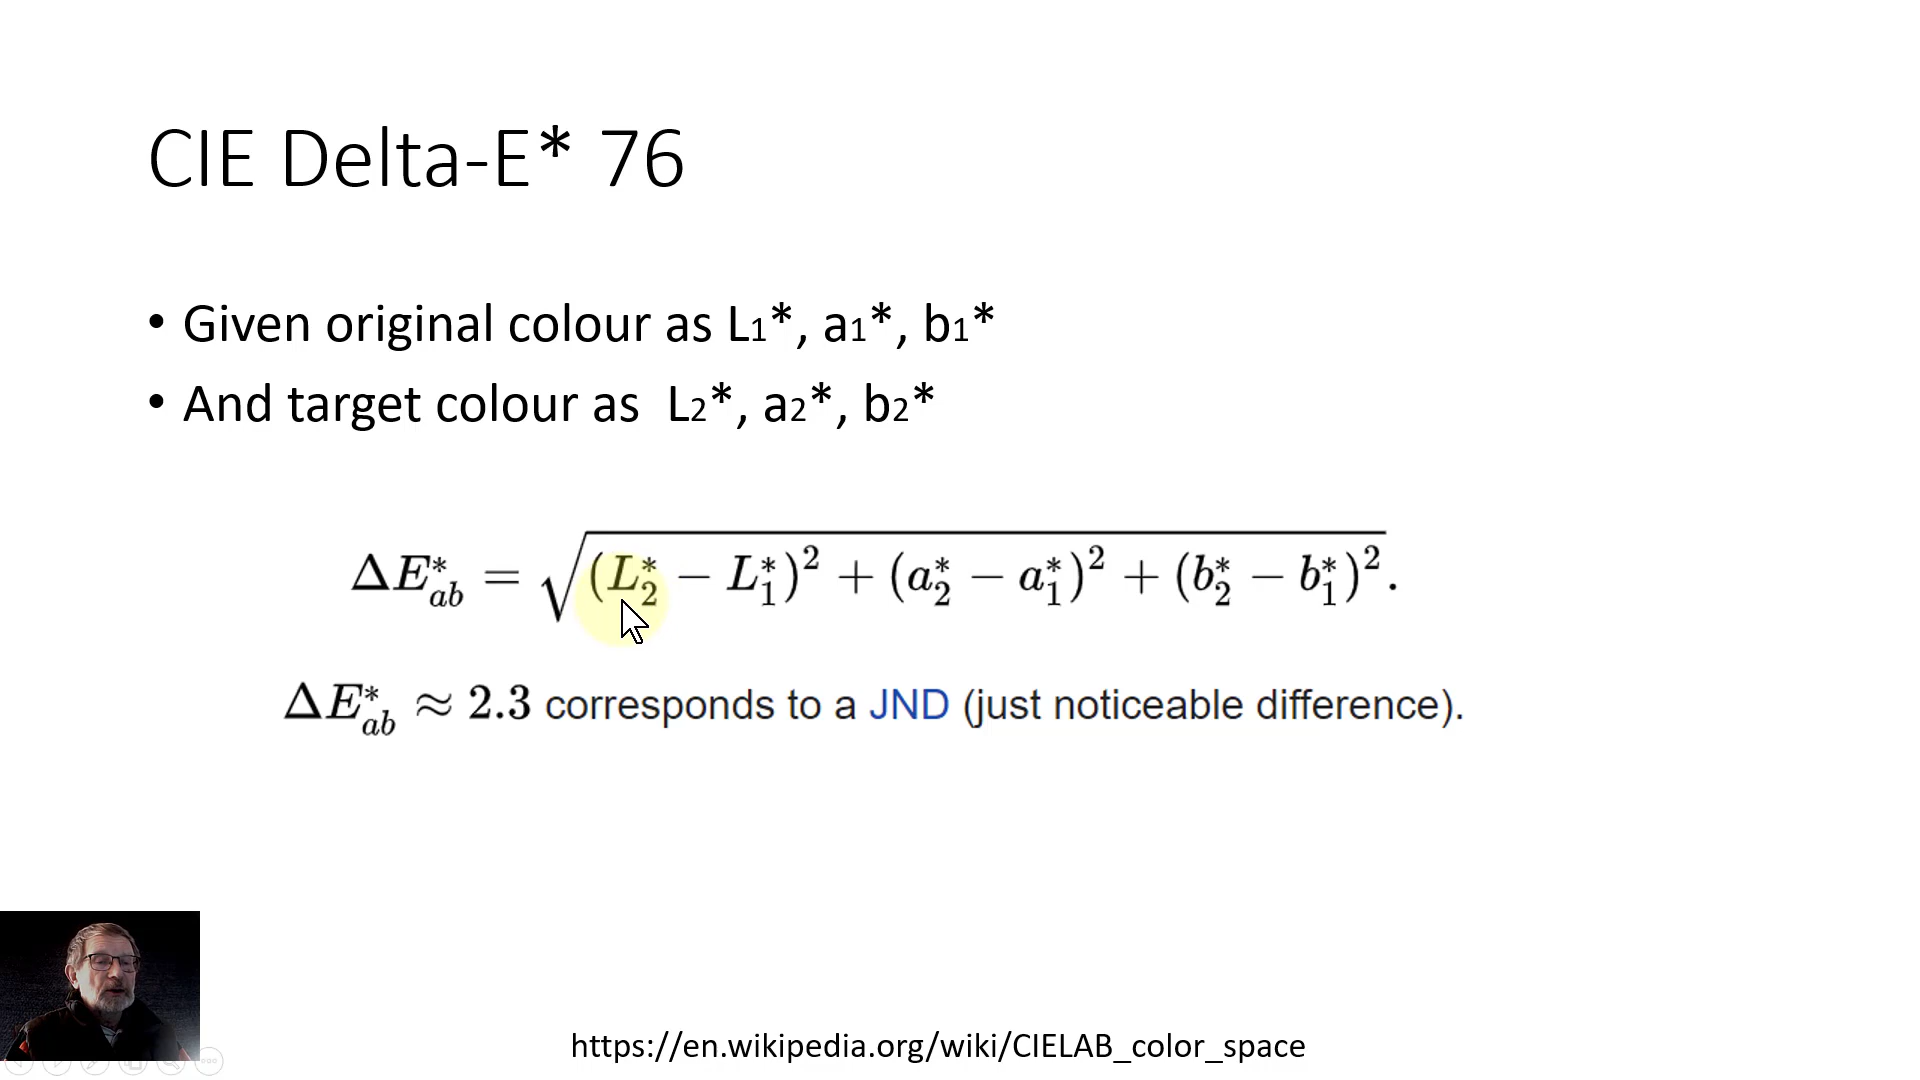 CIE Delta-E* 76
• Given original colour as L1*, a1*, b1*
• And target colour as L2*, a2*, b2*
ΔE*ab = √(L*2 − L*1)2 + (a*2 − a*1)2 + (b*2 − b*1)2.
ΔE*ab ≈ 2.3 corresponds to a JND (just noticeable difference).
https://en.wikipedia.org/wiki/CIELAB_color_space